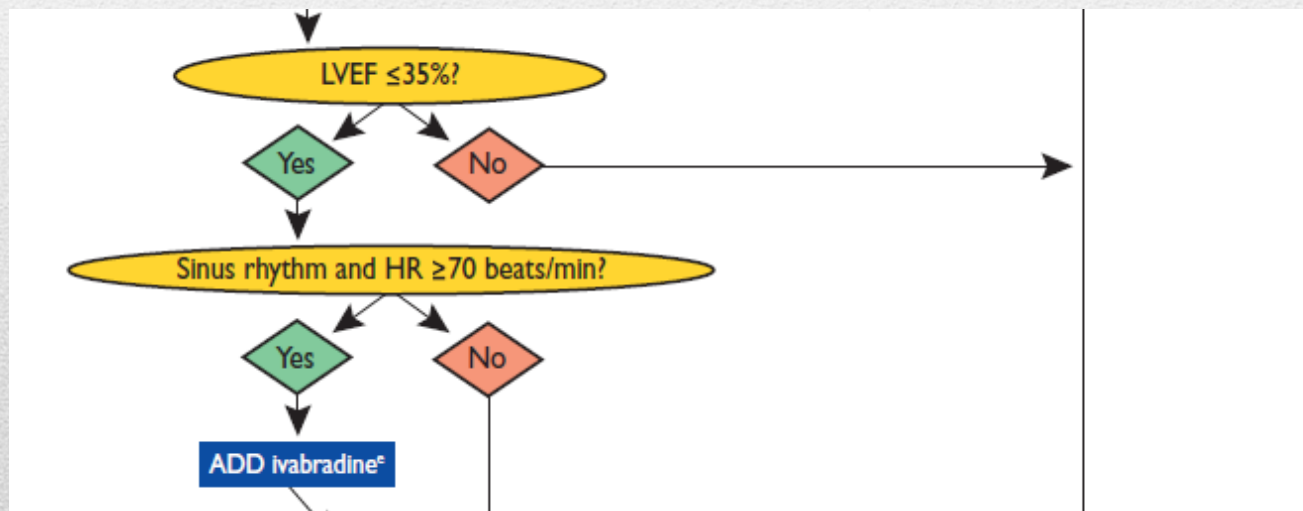 LVEF ≤35%?
Yes
No
Sinus rhythm and HR ≥70 beats/min?
Yes
No
ADD ivabradineᵉ